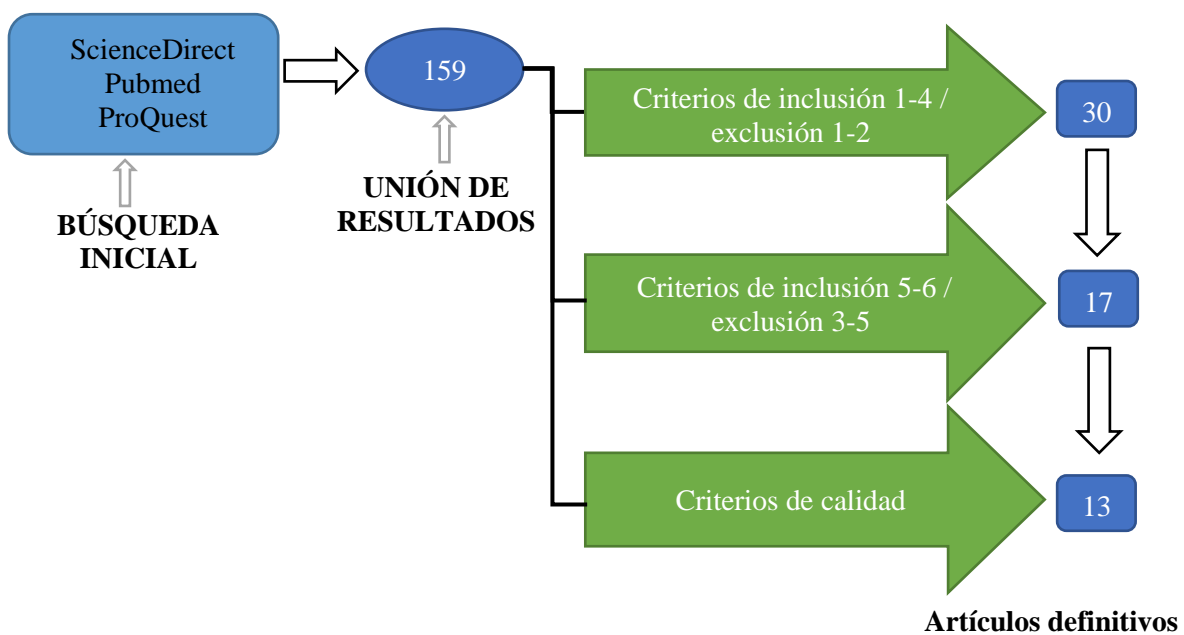 ScienceDirect
Pubmed
ProQuest
BÚSQUEDA
INICIAL
159
UNIÓN DE
RESULTADOS
Criterios de inclusión 1-4 /
exclusión 1-2
30
Criterios de inclusión 5-6 /
exclusión 3-5
17
Criterios de calidad
13
Artículos definitivos